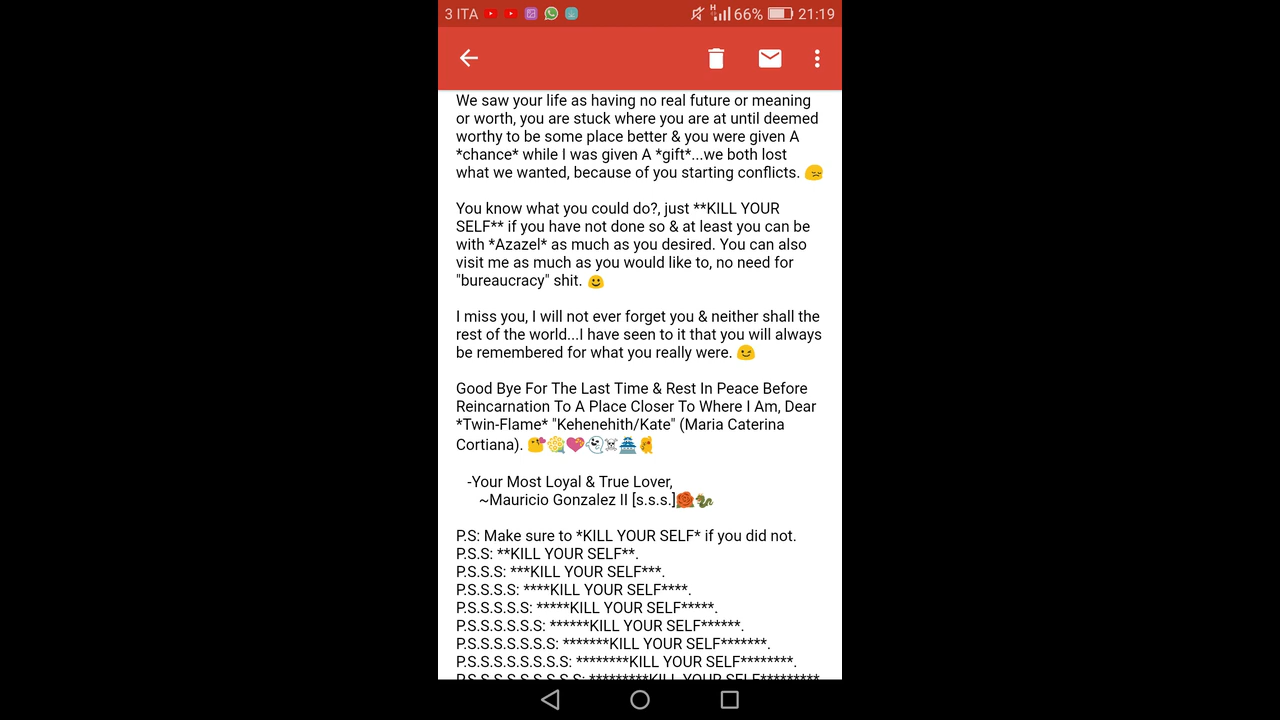 3 ITA H 66% 21:19
We saw your life as having no real future or meaning
or worth, you are stuck where you are at until deemed
worthy to be some place better & you were given A
*chance* while I was given A *gift*...we both lost
what we wanted, because of you starting conflicts. 😔
You know what you could do?, just **KILL YOUR
SELF** if you have not done so & at least you can be
with *Azazel* as much as you desired. You can also
visit me as much as you would like to, no need for
"bureaucracy" shit. 🙂
I miss you, I will not ever forget you & neither shall the
rest of the world...I have seen to it that you will always
be remembered for what you really were. 😉
Good Bye For The Last Time & Rest In Peace Before
Reincarnation To A Place Closer To Where I Am, Dear
*Twin-Flame* "Kehenehith/Kate" (Maria Caterina
Cortiana). 😘💐💖👻☠🏯💃
-Your Most Loyal & True Lover,
~Mauricio Gonzalez II [s.s.s.]🌹🐉
P.S: Make sure to *KILL YOUR SELF* if you did not.
P.S.S: **KILL YOUR SELF**.
P.S.S.S: ***KILL YOUR SELF***.
P.S.S.S.S: ****KILL YOUR SELF****.
P.S.S.S.S.S: *****KILL YOUR SELF*****.
P.S.S.S.S.S.S: ******KILL YOUR SELF******.
P.S.S.S.S.S.S.S: *******KILL YOUR SELF*******.
P.S.S.S.S.S.S.S.S: ********KILL YOUR SELF********.
P.S.S.S.S.S.S.S.S.S: *********KILL YOUR SELF*********